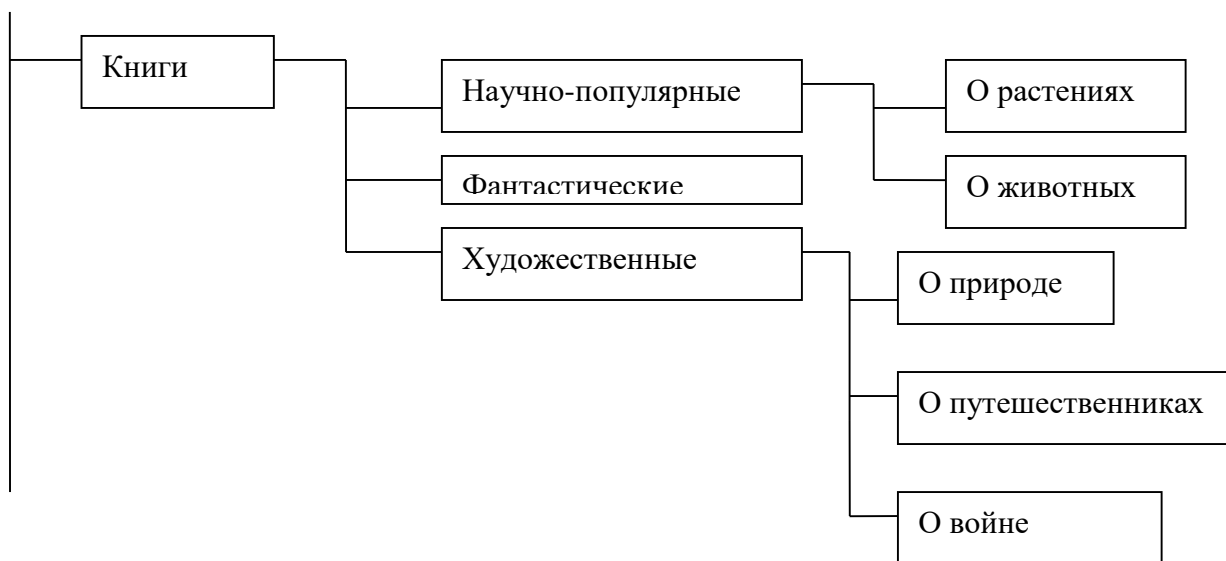 Книги
Научно-популярные
О растениях
Фантастические
О животных
Художественные
О природе
О путешественниках
О войне